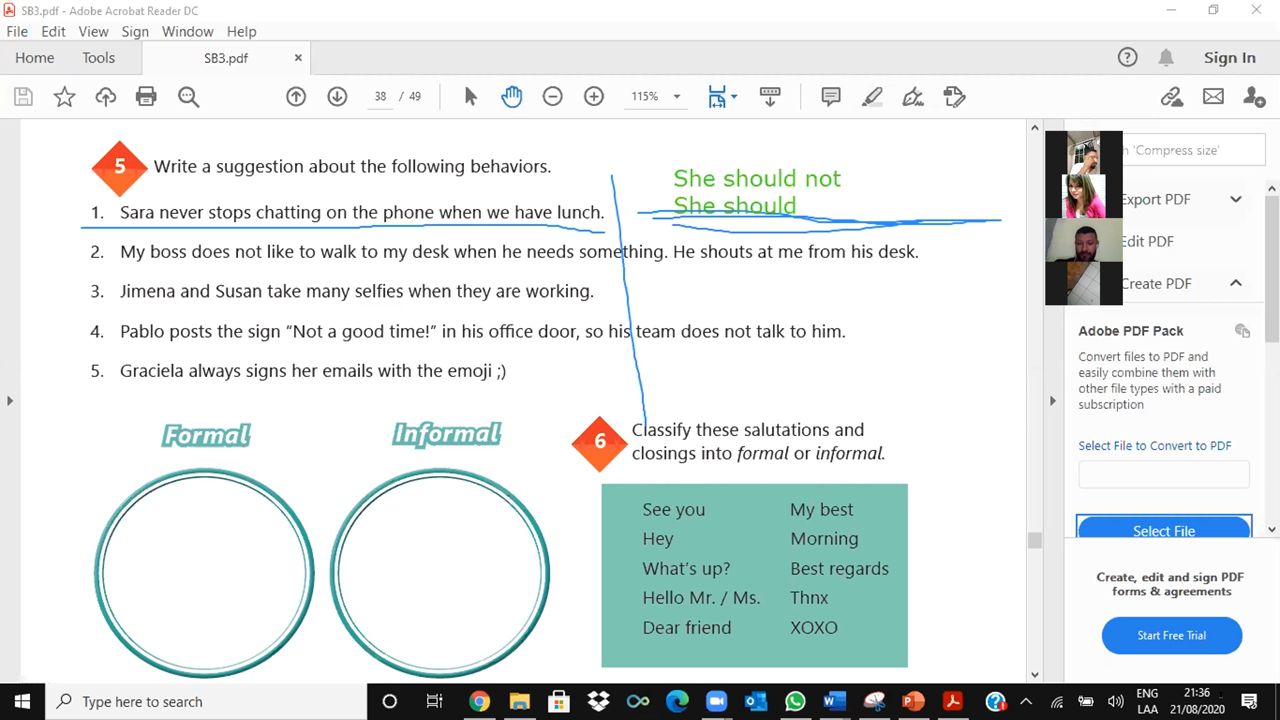 SB3.pdf - Adobe Acrobat Reader DC
File Edit View Sign Window Help
Home Tools SB3.pdf × Sign In
38 / 49 115%
5 Write a suggestion about the following behaviors.
She should not
She should
1. Sara never stops chatting on the phone when we have lunch.
2. My boss does not like to walk to my desk when he needs something. He shouts at me from his desk.
3. Jimena and Susan take many selfies when they are working.
4. Pablo posts the sign “Not a good time!” in his office door, so his team does not talk to him.
5. Graciela always signs her emails with the emoji ;)
Formal
Informal
6 Classify these salutations and
closings into formal or informal.
See you My best
Hey Morning
What's up? Best regards
Hello Mr. / Ms. Thnx
Dear friend XOXO
'Compress size'
Export PDF
Edit PDF
Create PDF
Adobe PDF Pack
Convert files to PDF and
easily combine them with
other file types with a paid
subscription
Select File to Convert to PDF
Select File
Create, edit and sign PDF
forms & agreements
Start Free Trial
Type here to search
ENG
LAA
21:36
21/08/2020